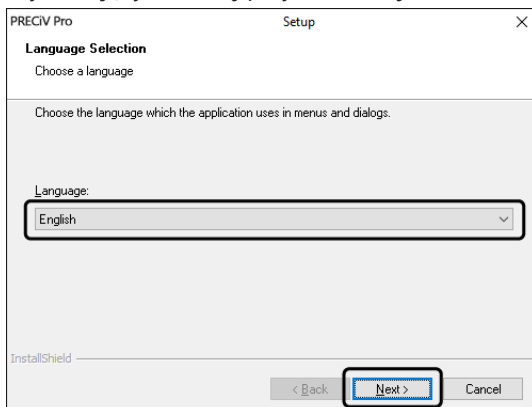 PRECiV Pro Setup
Language Selection
Choose a language
Choose the language which the application uses in menus and dialogs.
Language:
English
InstallShield
< Back Next > Cancel